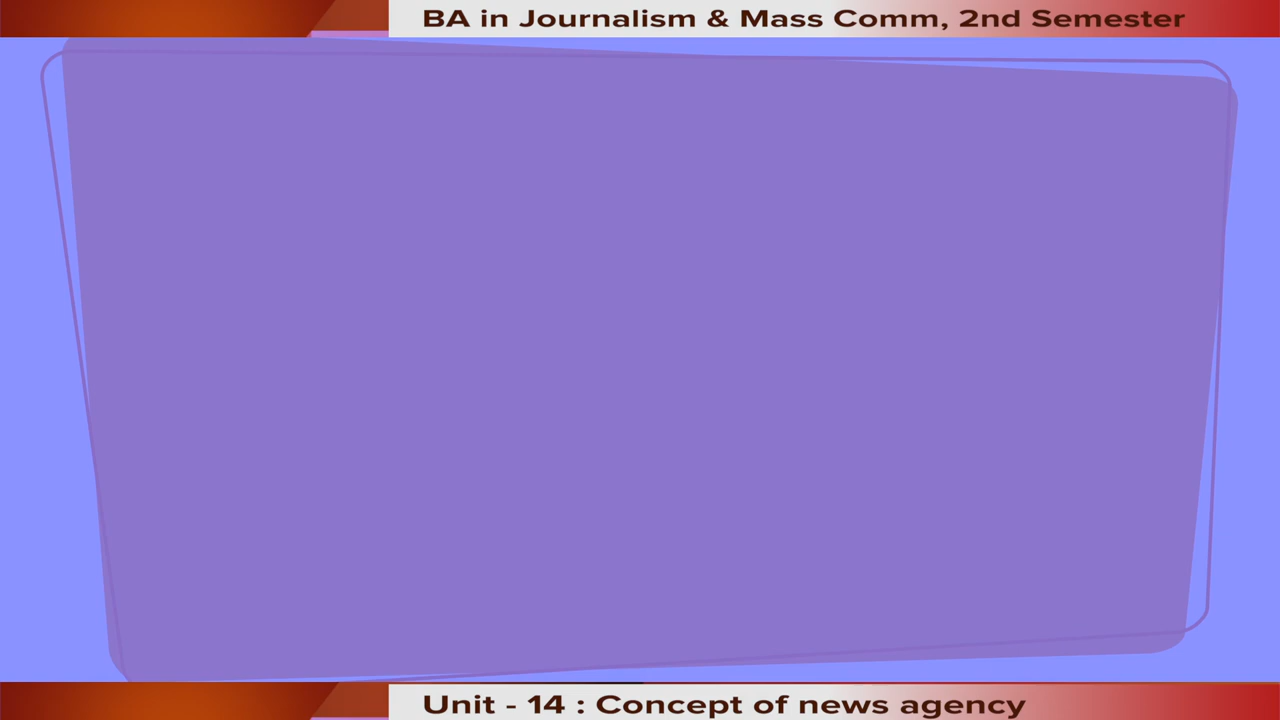 BA in Journalism & Mass Comm, 2nd Semester
Unit - 14 : Concept of news agency